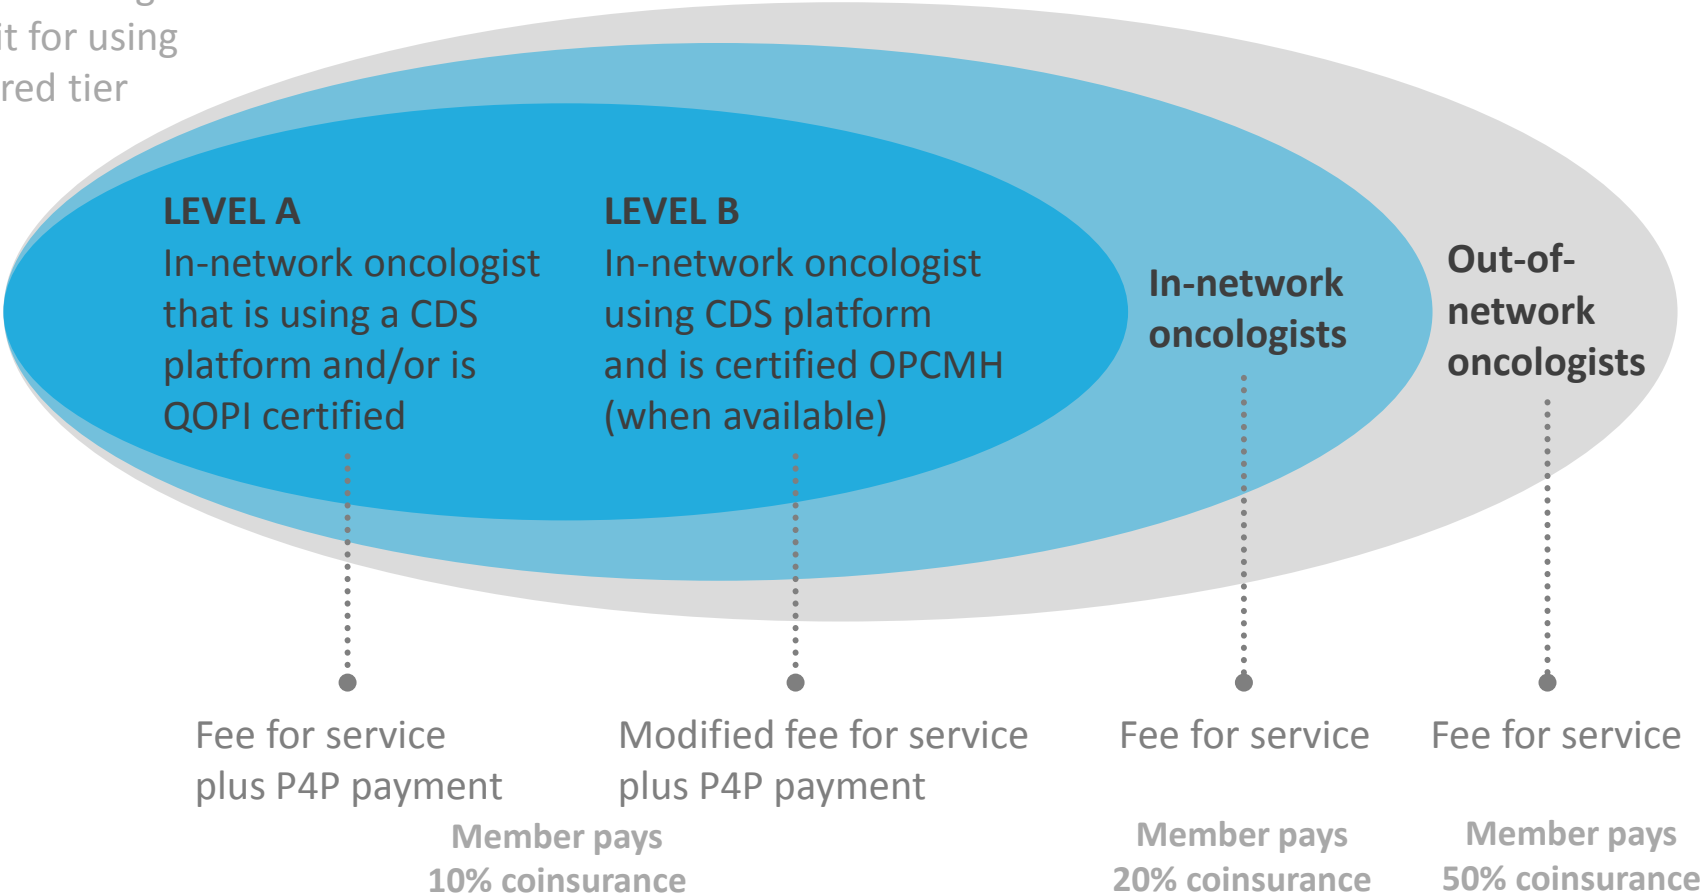 it for using
red tier
LEVEL A
In-network oncologist
that is using a CDS
platform and/or is
QOPI certified
LEVEL B
In-network oncologist
using CDS platform
and is certified OPCMH
(when available)
In-network
oncologists
Out-of-
network
oncologists
Fee for service
plus P4P payment
Modified fee for service
plus P4P payment
Fee for service
Fee for service
Member pays
10% coinsurance
Member pays
20% coinsurance
Member pays
50% coinsurance